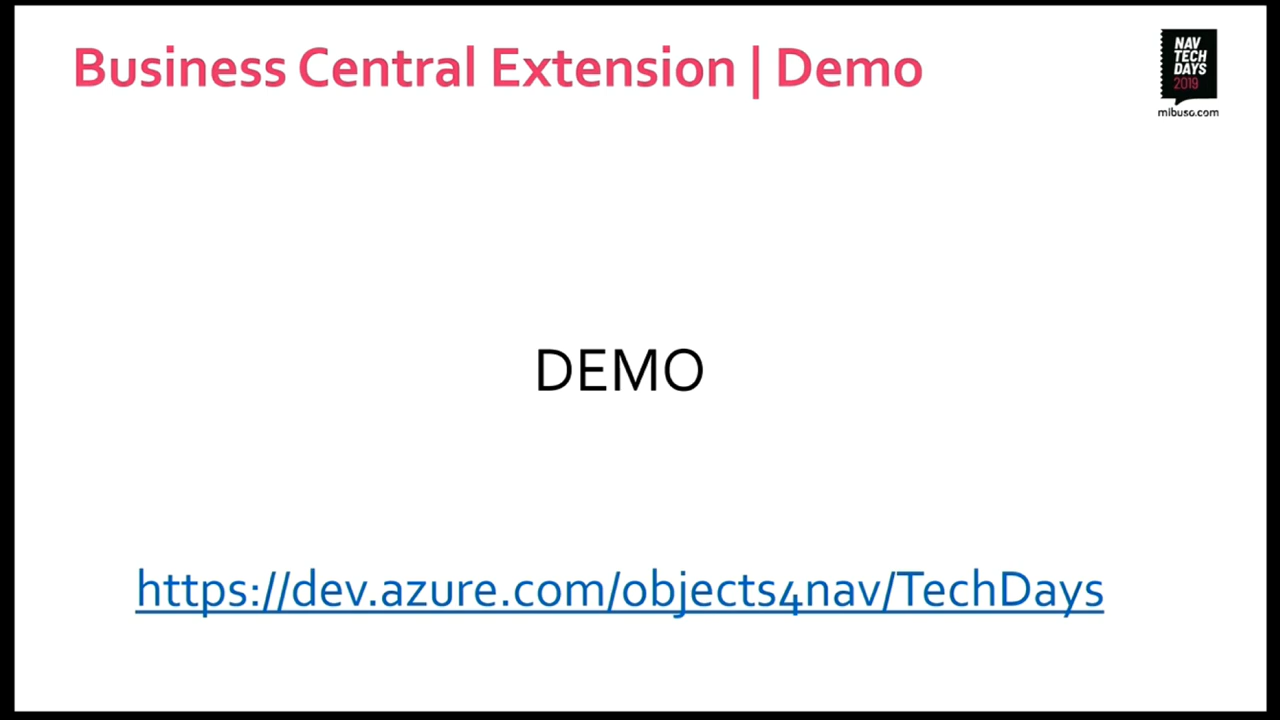 Business Central Extension | Demo
NAV
TECH
DAYS
2019
mibuso.com
DEMO
https://dev.azure.com/objects4nav/TechDays